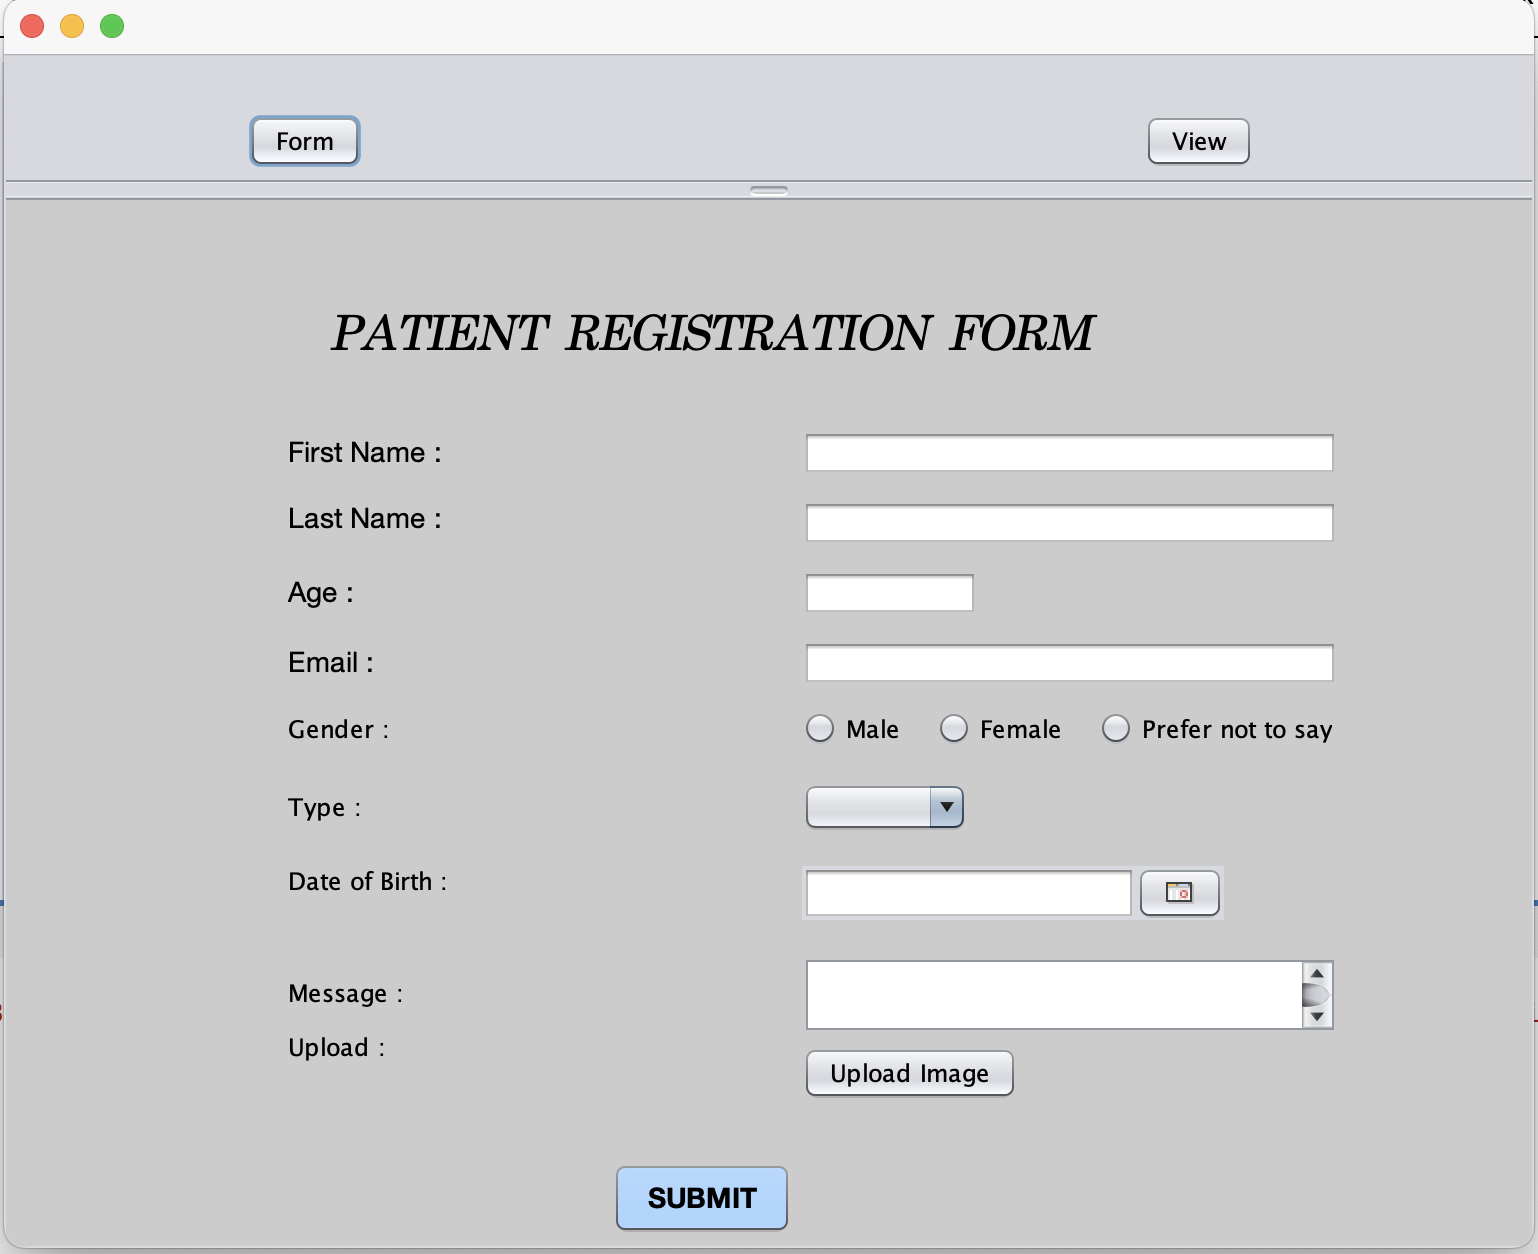 Form View
PATIENT REGISTRATION FORM
First Name :
Last Name :
Age :
Email :
Gender : Male Female Prefer not to say
Type :
Date of Birth :
Message :
Upload :
Upload Image
SUBMIT